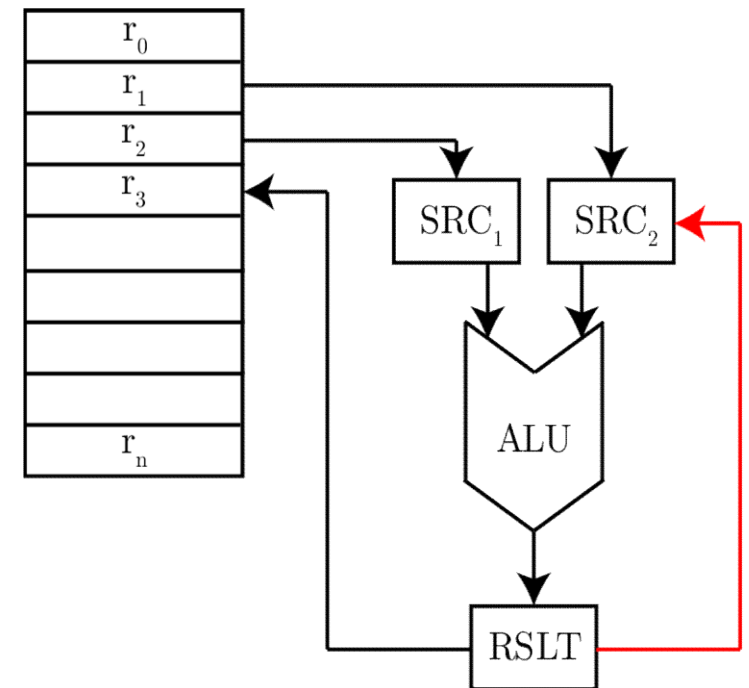 r₀
r₁
r₂
r₃
rₙ
SRC₁
SRC₂
ALU
RSLT